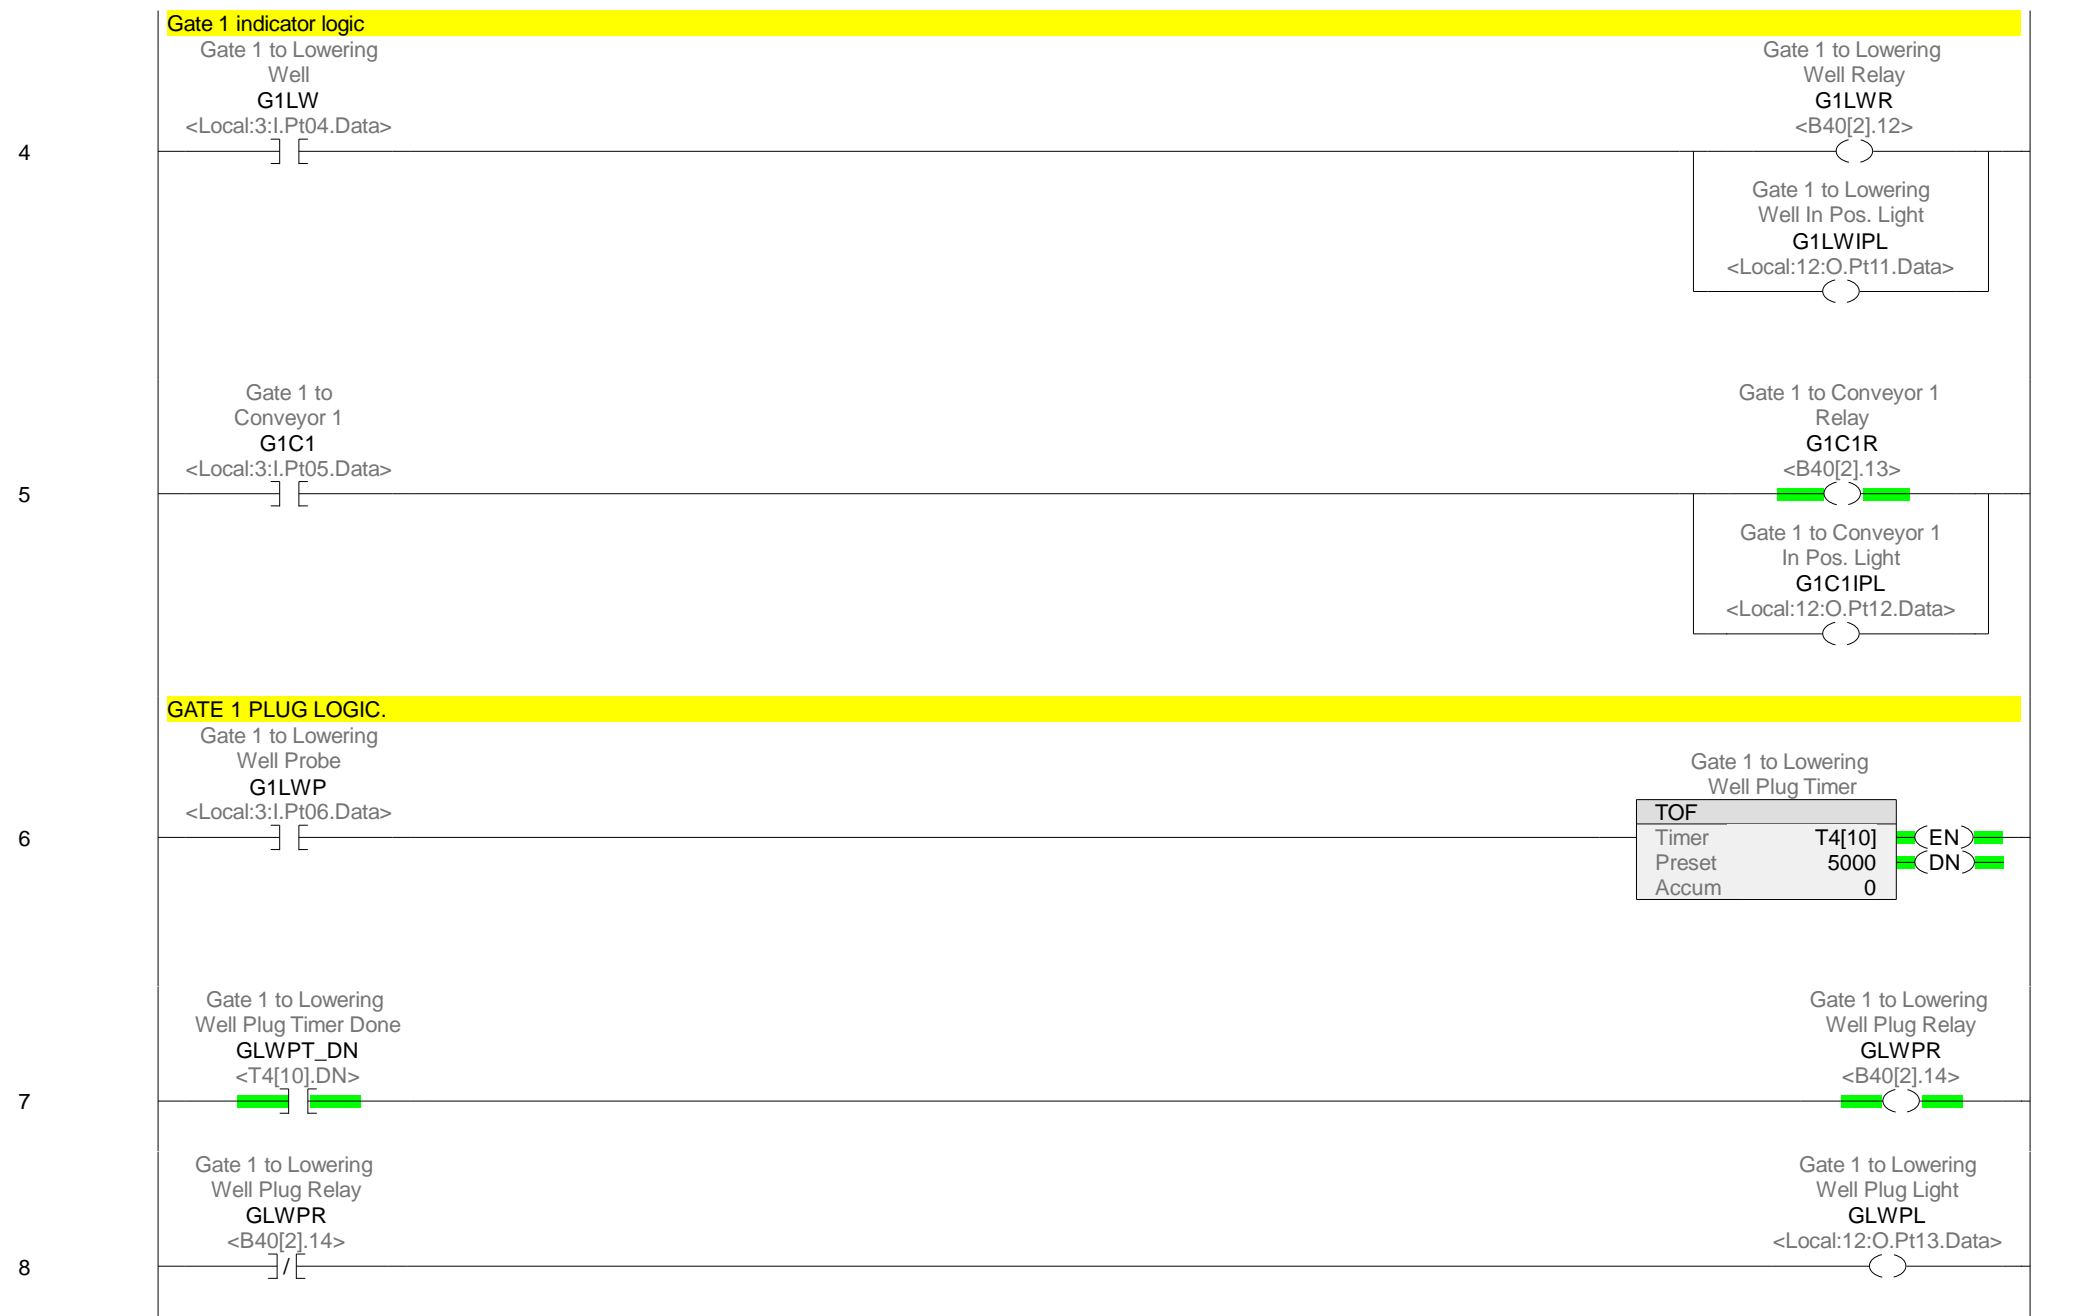 Gate 1 indicator logic
Gate 1 to Lowering
Well
G1LW
<Local:3:I.Pt04.Data>
Gate 1 to Lowering
Well Relay
G1LWR
<B40[2].12>
4
Gate 1 to Lowering
Well In Pos. Light
G1LWIPL
<Local:12:O.Pt11.Data>
Gate 1 to
Conveyor 1
G1C1
<Local:3:I.Pt05.Data>
Gate 1 to Conveyor 1
Relay
G1C1R
<B40[2].13>
5
Gate 1 to Conveyor 1
In Pos. Light
G1C1IPL
<Local:12:O.Pt12.Data>
GATE 1 PLUG LOGIC.
Gate 1 to Lowering
Well Probe
G1LWP
<Local:3:I.Pt06.Data>
Gate 1 to Lowering
Well Plug Timer
6
TOF
Timer T4[10] EN
Preset 5000 DN
Accum 0
Gate 1 to Lowering
Well Plug Timer Done
GLWPT_DN
<T4[10].DN>
Gate 1 to Lowering
Well Plug Relay
GLWPR
<B40[2].14>
7
Gate 1 to Lowering
Well Plug Relay
GLWPR
<B40[2].14>
Gate 1 to Lowering
Well Plug Light
GLWPL
<Local:12:O.Pt13.Data>
8